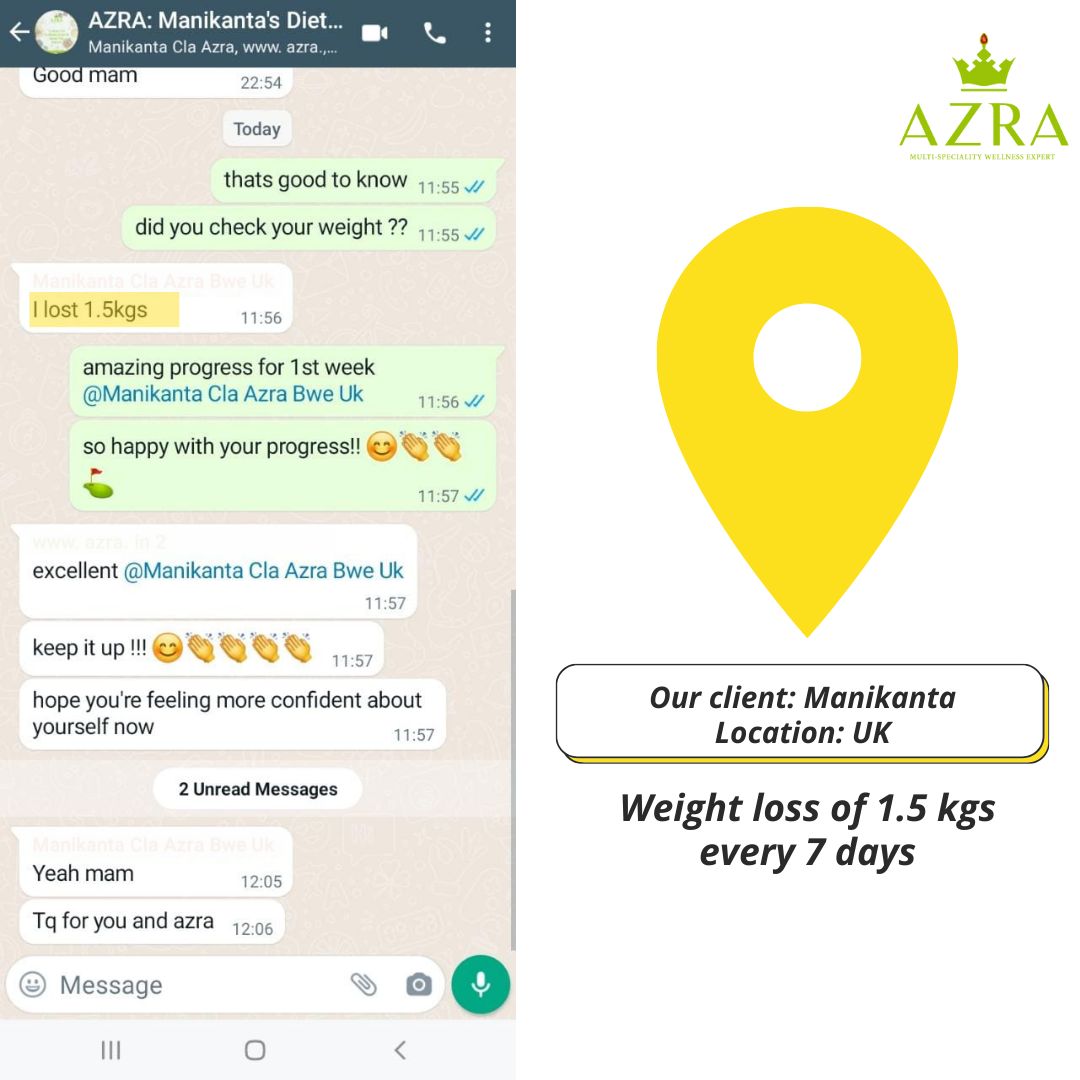 AZRA: Manikanta's Diet...
Manikanta Cla Azra, www. azra.,...
Good mam
22:54
Today
thats good to know 11:55
did you check your weight ?? 11:55
Manikanta Cla Azra Bwe Uk
I lost 1.5kgs
11:56
amazing progress for 1st week
@Manikanta Cla Azra Bwe Uk
11:56
so happy with your progress!! 😊👏👏
⛳
11:57
www. azra. in 2
excellent @Manikanta Cla Azra Bwe Uk
11:57
keep it up !!! 😊👏👏👏👏 11:57
hope you're feeling more confident about
yourself now
11:57
2 Unread Messages
Manikanta Cla Azra Bwe Uk
Yeah mam
12:05
Tq for you and azra 12:06
Message
AZRA
MULTI-SPECIALITY WELLNESS EXPERT
Our client: Manikanta
Location: UK
Weight loss of 1.5 kgs
every 7 days